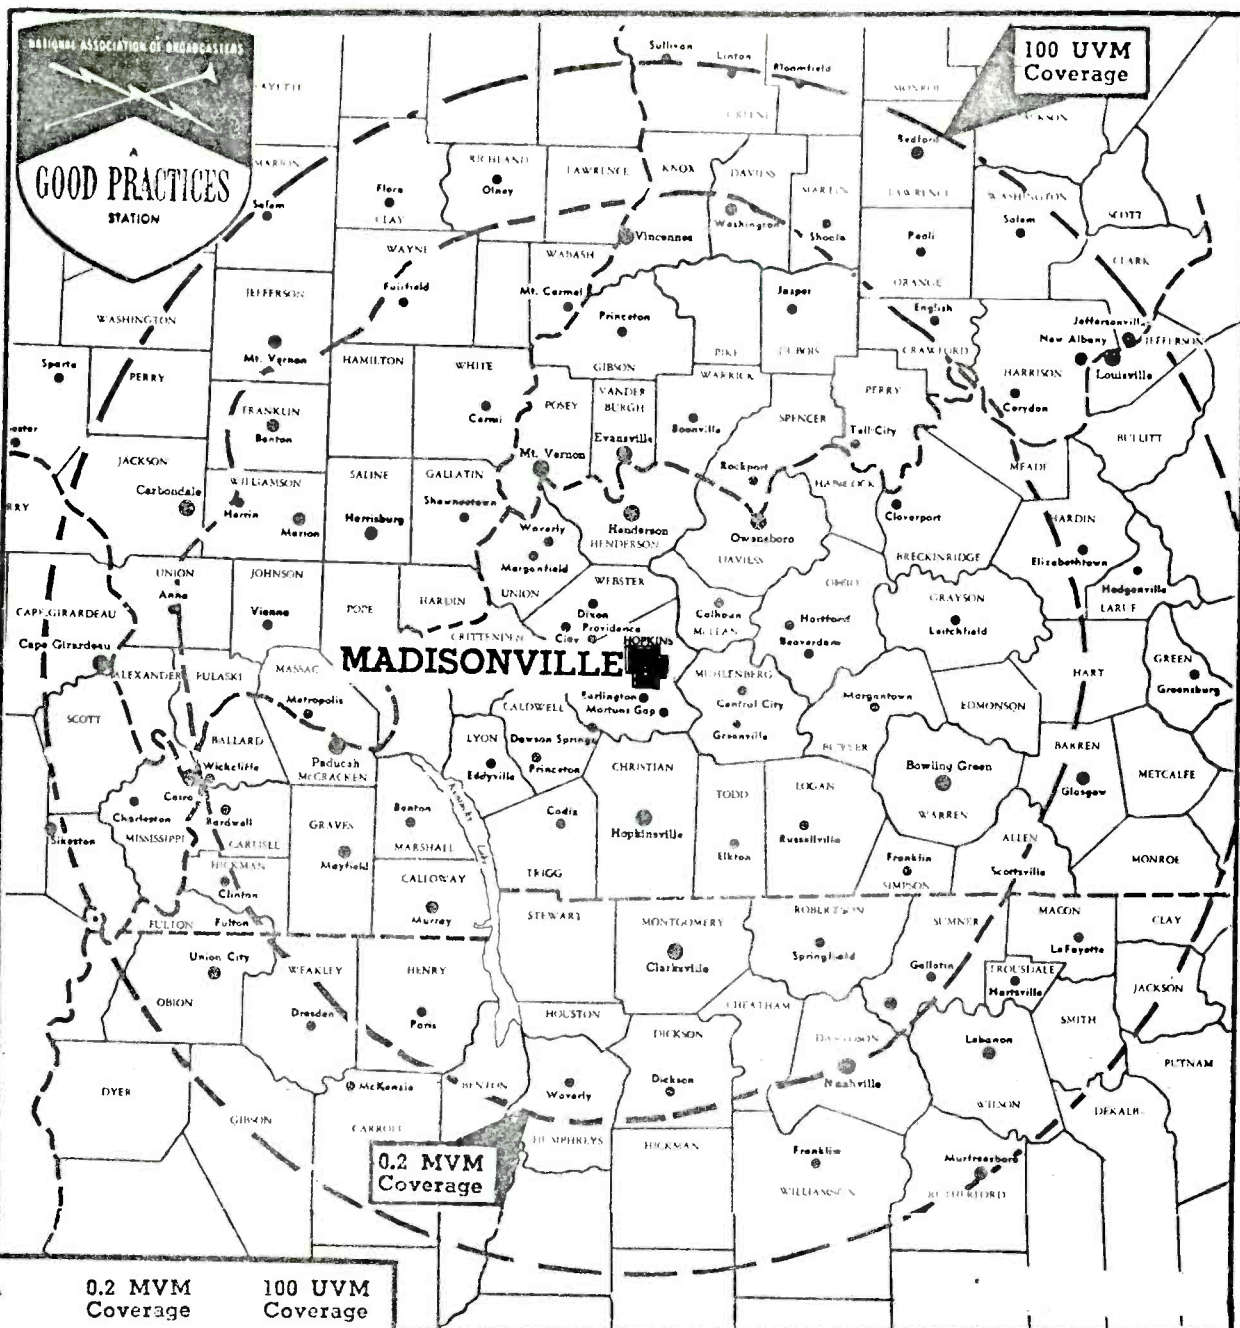 NATIONAL ASSOCIATION OF BROADCASTERS
A
GOOD PRACTICES
STATION
100 UVM
Coverage
Sullivan
Linton
Bloomfield
MONROE
GREENE
Bedford
MARION
Salem
Flora
CLAY
RICHLAND
Olney
LAWRENCE
KNOX
DAVIESS
Washington
MARTIN
Shoals
LAWRENCE
Paoli
ORANGE
WASHINGTON
Salem
SCOTT
CLARK
WAYNE
Fairfield
WABASH
Vincennes
Mt. Carmel
WASHINGTON
JEFFERSON
Mt. Vernon
Princeton
GIBSON
PIKE
Jasper
DUBOIS
English
CRAWFORD
Jeffersonville
New Albany
JEFFERSON
Louisville
HARRISON
Corydon
Sparta
PERRY
HAMILTON
WHITE
Carmi
POSEY
VANDER
BURGH
WARRICK
Boonville
SPENCER
PERRY
Tell City
Rockport
Evansville
Mt. Vernon
FRANKLIN
Benton
BULLITT
MEADE
JACKSON
Carbondale
WILLIAMSON
Herrin
Marion
SALINE
Harrisburg
GALLATIN
Shawneetown
Waverly
Morganfield
UNION
Henderson
HENDERSON
Owensboro
DAVIESS
HANCOCK
Cloverport
BRECKINRIDGE
HARDIN
Elizabethtown
Hodgenville
LARUE
UNION
Anna
JOHNSON
Vienna
POPE
HARDIN
CRITTENDEN
WEBSTER
Dixon
Providence
Clay
Calhoun
McLEAN
OHIO
Hartford
Beaverdam
GRAYSON
Leitchfield
CAPE GIRARDEAU
Cape Girardeau
ALEXANDER
PULASKI
MASSAC
Metropolis
HOPKINS
MADISONVILLE
Earlington
Mortons Gap
MUHLENBERG
Central City
Greenville
Morgantown
BUTLER
EDMONSON
HART
GREEN
Greensburg
SCOTT
BALLARD
Wickcliffe
Paducah
McCRACKEN
LYON
Eddyville
CALDWELL
Dawson Springs
Princeton
CHRISTIAN
Hopkinsville
TODD
Elkton
LOGAN
Russellville
Bowling Green
WARREN
BARREN
Glasgow
METCALFE
Cairo
Charleston
MISSISSIPPI
Sikeston
Bardwell
CARLISLE
HICKMAN
Clinton
GRAVES
Mayfield
Benton
MARSHALL
CALLOWAY
Murray
Kentucky
Lake
Cadiz
TRIGG
Franklin
SIMPSON
ALLEN
Scottsville
MONROE
FULTON
Fulton
STEWART
MONTGOMERY
Clarksville
ROBERTSON
Springfield
SUMNER
Gallatin
MACON
LaFayette
CLAY
Union City
OBION
WEAKLEY
Dresden
HENRY
Paris
HOUSTON
DICKSON
Dickson
CHEATHAM
DAVIDSON
Nashville
TROUSDALE
Hartsville
SMITH
JACKSON
PUTNAM
Lebanon
WILSON
DYER
GIBSON
McKenzie
CARROLL
BENTON
Waverly
HUMPHREYS
HICKMAN
Franklin
WILLIAMSON
Murfreesboro
RUTHERFORD
DEKALB
0.2 MVM
Coverage
0.2 MVM
Coverage
100 UVM
Coverage